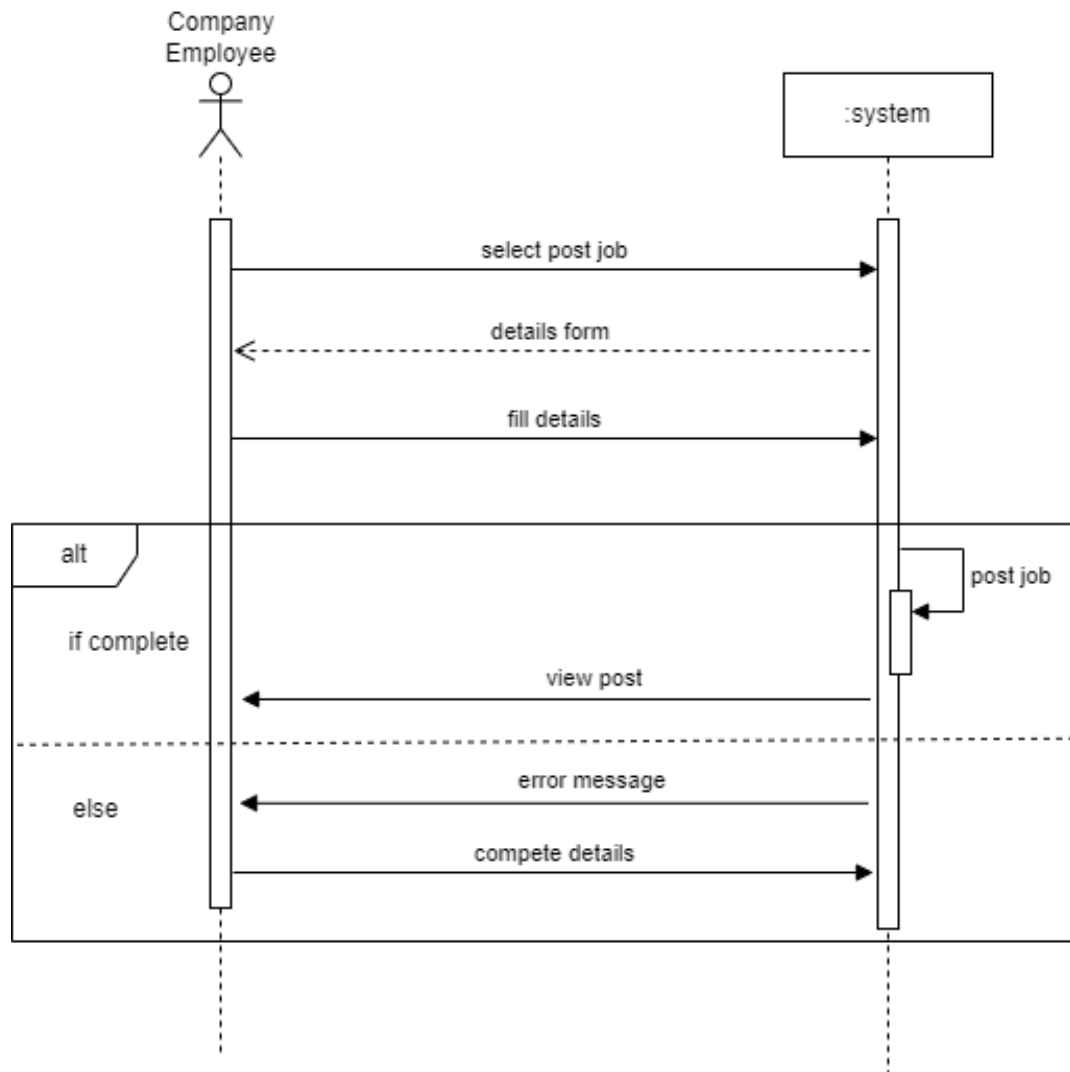 Company
Employee
:system
select post job
details form
fill details
alt
post job
if complete
view post
error message
else
compete details